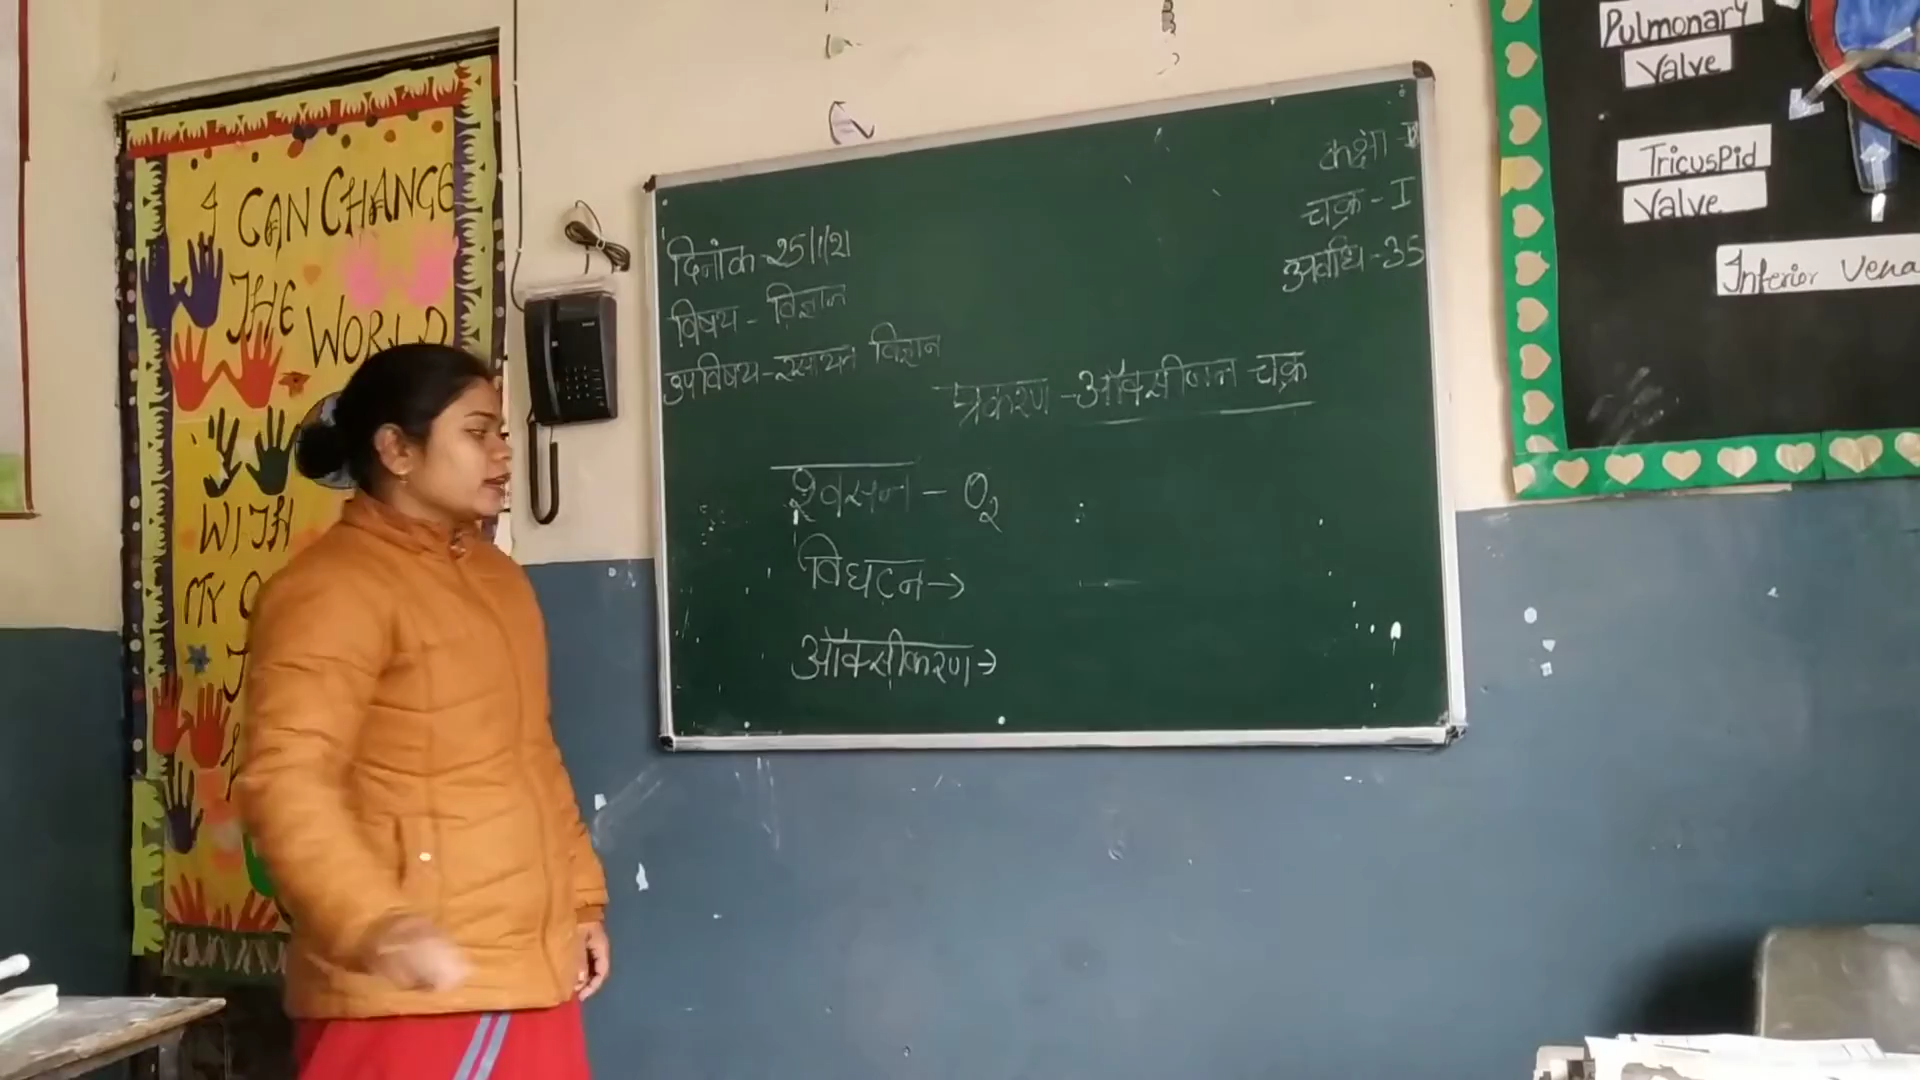 I CAN CHANGE
THE WORLD
WITH
MY
दिनांक-25/1/21
विषय - विज्ञान
उपविषय-रसायन विज्ञान
कक्षा -
चक्र - I
अवधि -35
प्रकरण -ऑक्सीजन चक्र
श्वसन - O2
विघटन→
ऑक्सीकरण→
Pulmonary
Valve
Tricuspid
Valve
Inferior Vena